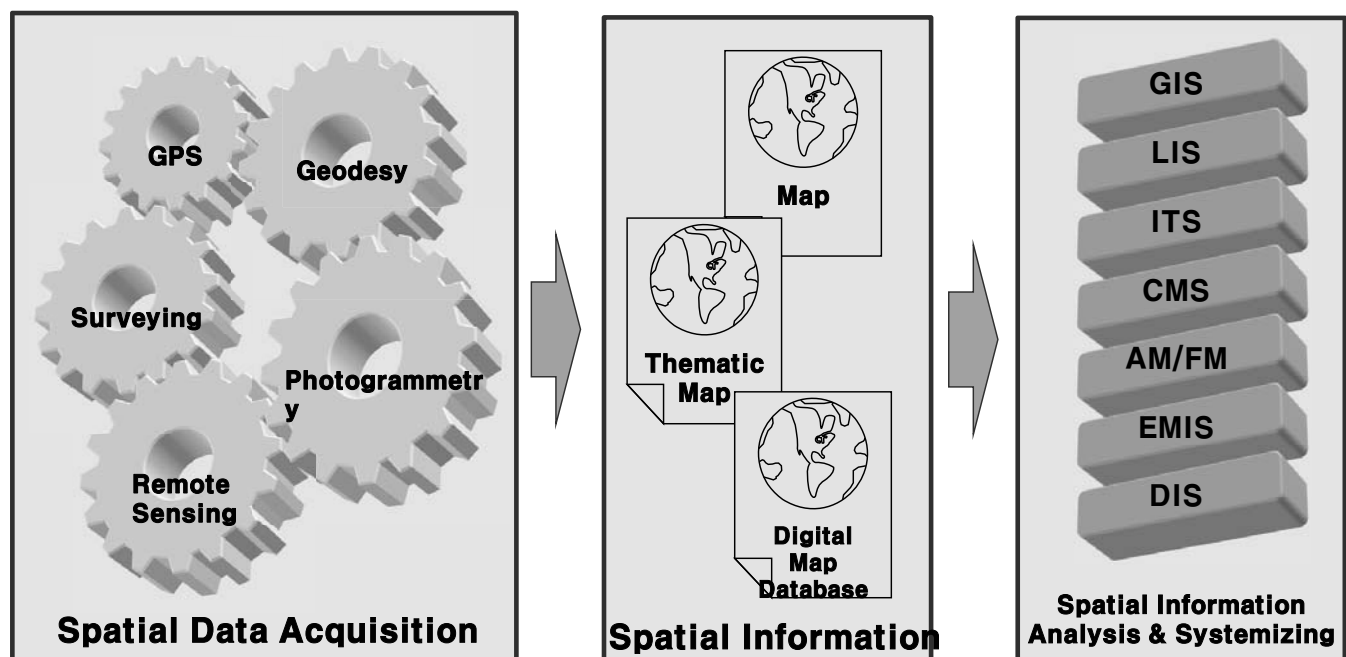 GPS
Geodesy
Surveying
Photogrammetr
y
Remote
Sensing
Spatial Data Acquisition
Map
Thematic
Map
Digital
Map
Database
Spatial Information
GIS
LIS
ITS
CMS
AM/FM
EMIS
DIS
Spatial Information
Analysis & Systemizing